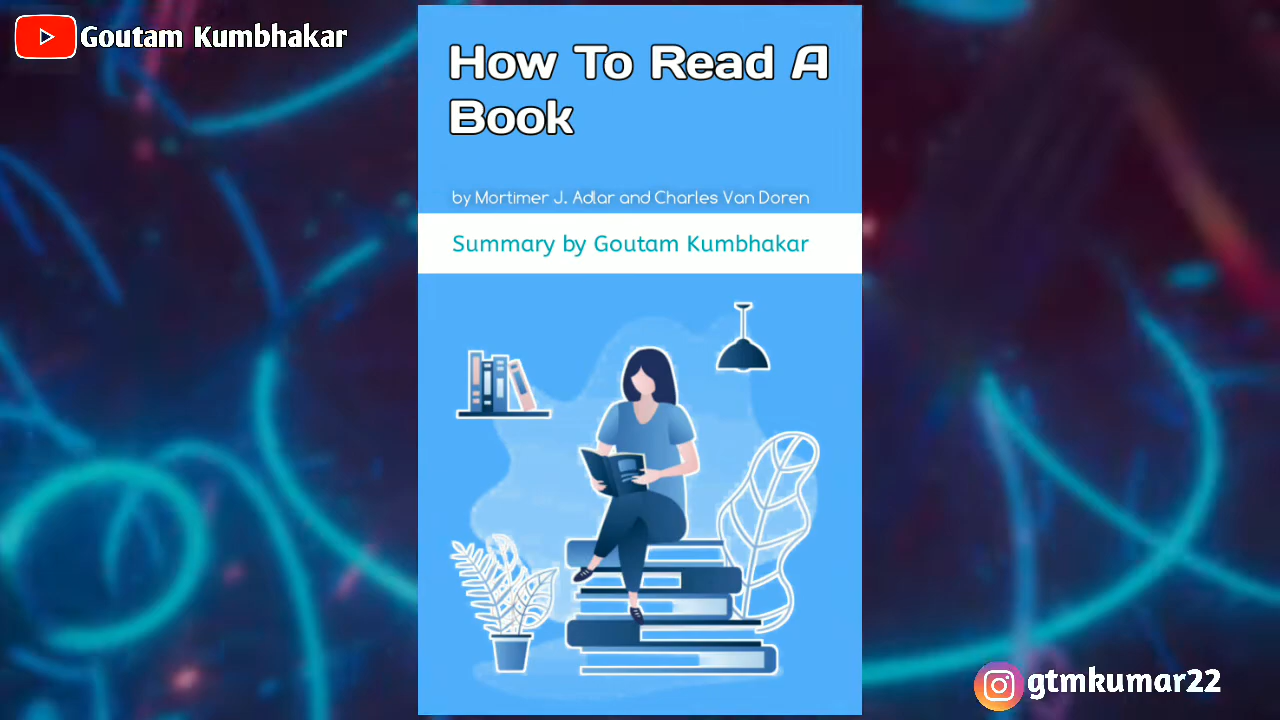 Goutam Kumbhakar
How To Read A
Book
by Mortimer J. Adlar and Charles Van Doren
Summary by Goutam Kumbhakar
gtmkumar22